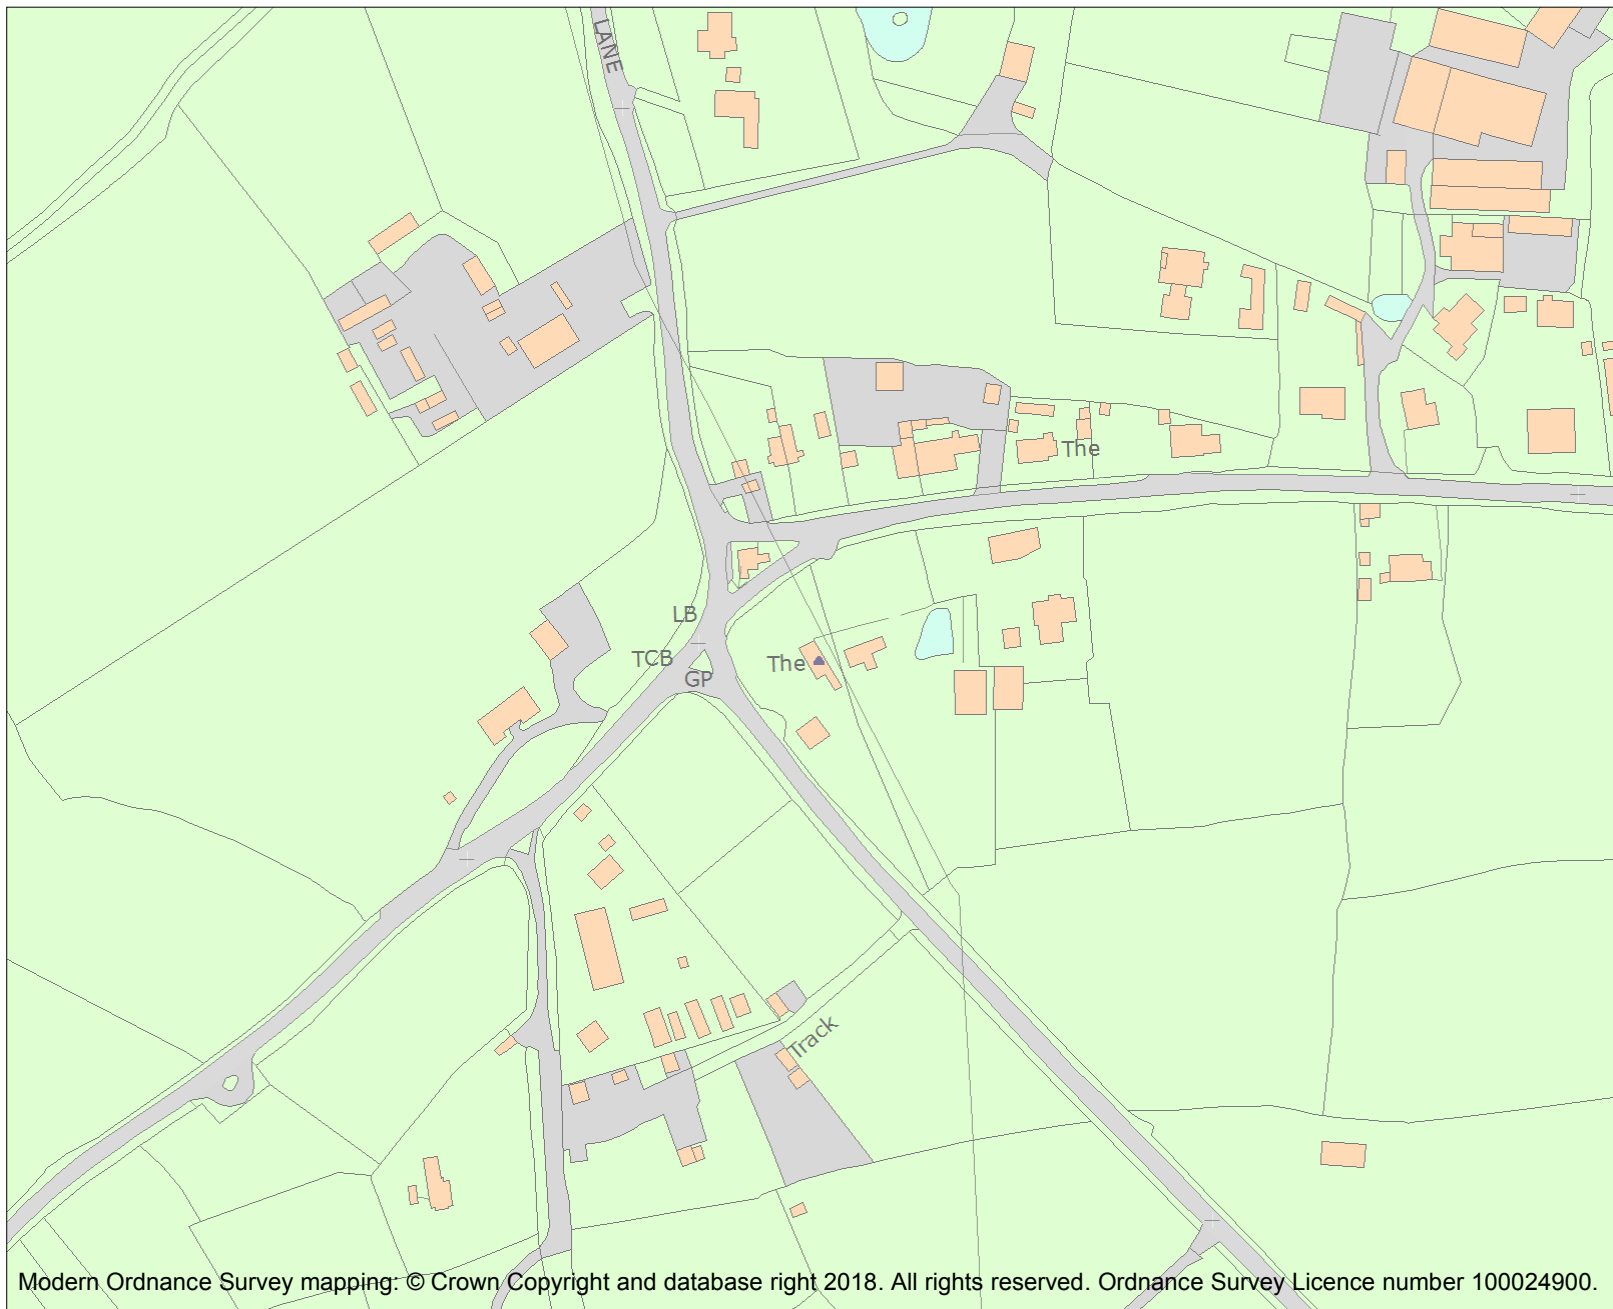 LANE
The
LB
TCB
The
GP
Track
Modern Ordnance Survey mapping: © Crown Copyright and database right 2018. All rights reserved. Ordnance Survey Licence number 100024900.